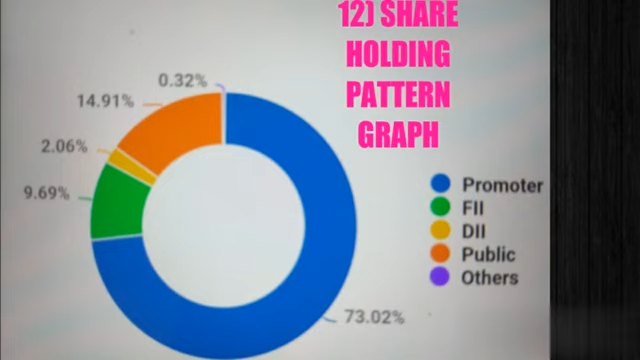 12) SHARE
HOLDING
PATTERN
GRAPH
0.32%
14.91%
2.06%
9.69%
73.02%
Promoter
FII
DII
Public
Others